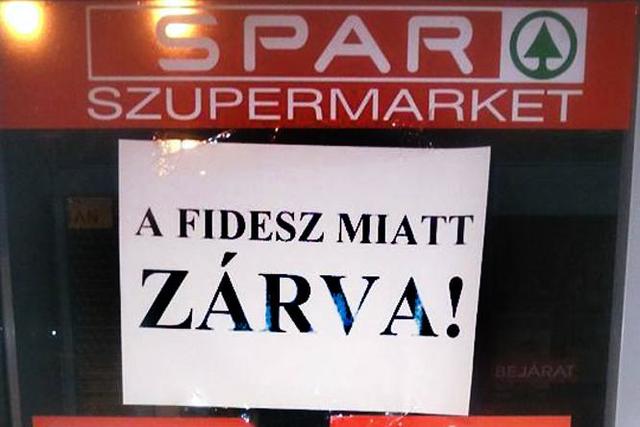 SPAR
SZUPERMARKET
A FIDESZ MIATT
ZÁRVA!
BEJÁRAT